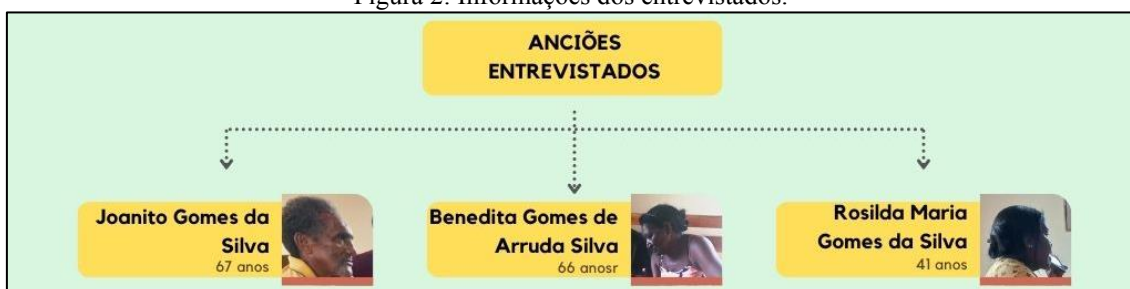 Figura 2: Informações dos entrevistados.
ANCIÕES
ENTREVISTADOS
Joanito Gomes da
Silva
67 anos
Benedita Gomes de
Arruda Silva
66 anosr
Rosilda Maria
Gomes da Silva
41 anos